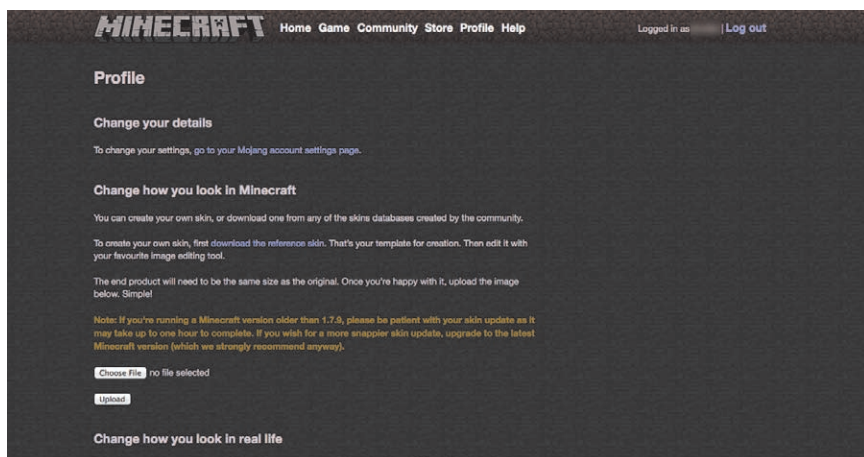 MINECRAFT
Home Game Community Store Profile Help
Logged in as | Log out
Profile
Change your details
To change your settings, go to your Mojang account settings page.
Change how you look in Minecraft
You can create your own skin, or download one from any of the skins databases created by the community.
To create your own skin, first download the reference skin. That's your template for creation. Then edit it with
your favourite image editing tool.
The end product will need to be the same size as the original. Once you're happy with it, upload the image
below. Simple!
Note: If you're running a Minecraft version older than 1.7.9, please be patient with your skin update as it
may take up to one hour to complete. If you wish for a more snappier skin update, upgrade to the latest
Minecraft version (which we strongly recommend anyway).
Choose File no file selected
Upload
Change how you look in real life